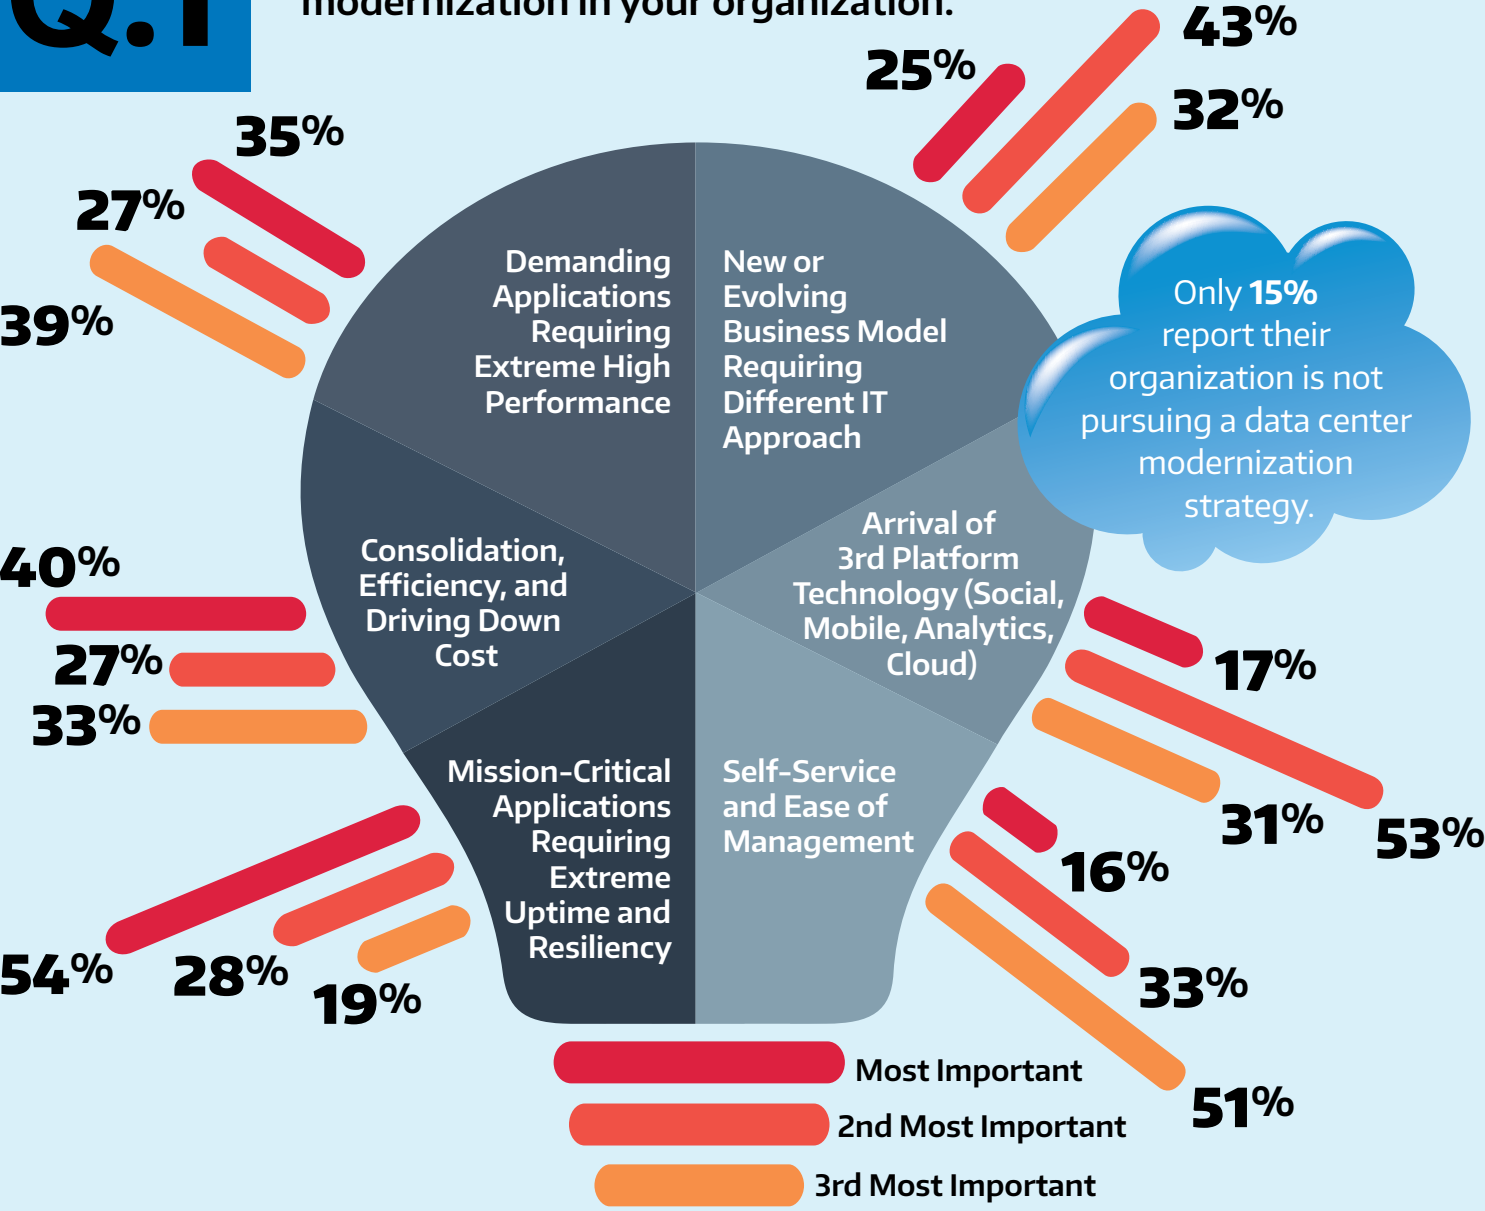 Q.1
modernization in your organization.
35%
27%
39%
25%
43%
32%
Demanding
Applications
Requiring
Extreme High
Performance
New or
Evolving
Business Model
Requiring
Different IT
Approach
Only 15%
report their
organization is not
pursuing a data center
modernization
strategy.
40%
27%
33%
Consolidation,
Efficiency, and
Driving Down
Cost
Arrival of
3rd Platform
Technology (Social,
Mobile, Analytics,
Cloud)
17%
53%
31%
54%
28%
19%
Mission-Critical
Applications
Requiring
Extreme
Uptime and
Resiliency
Self-Service
and Ease of
Management
16%
33%
51%
Most Important
2nd Most Important
3rd Most Important